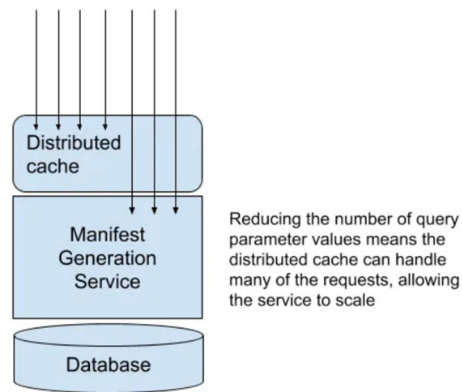 Distributed
cache
Manifest
Generation
Service
Reducing the number of query
parameter values means the
distributed cache can handle
many of the requests, allowing
the service to scale
Database